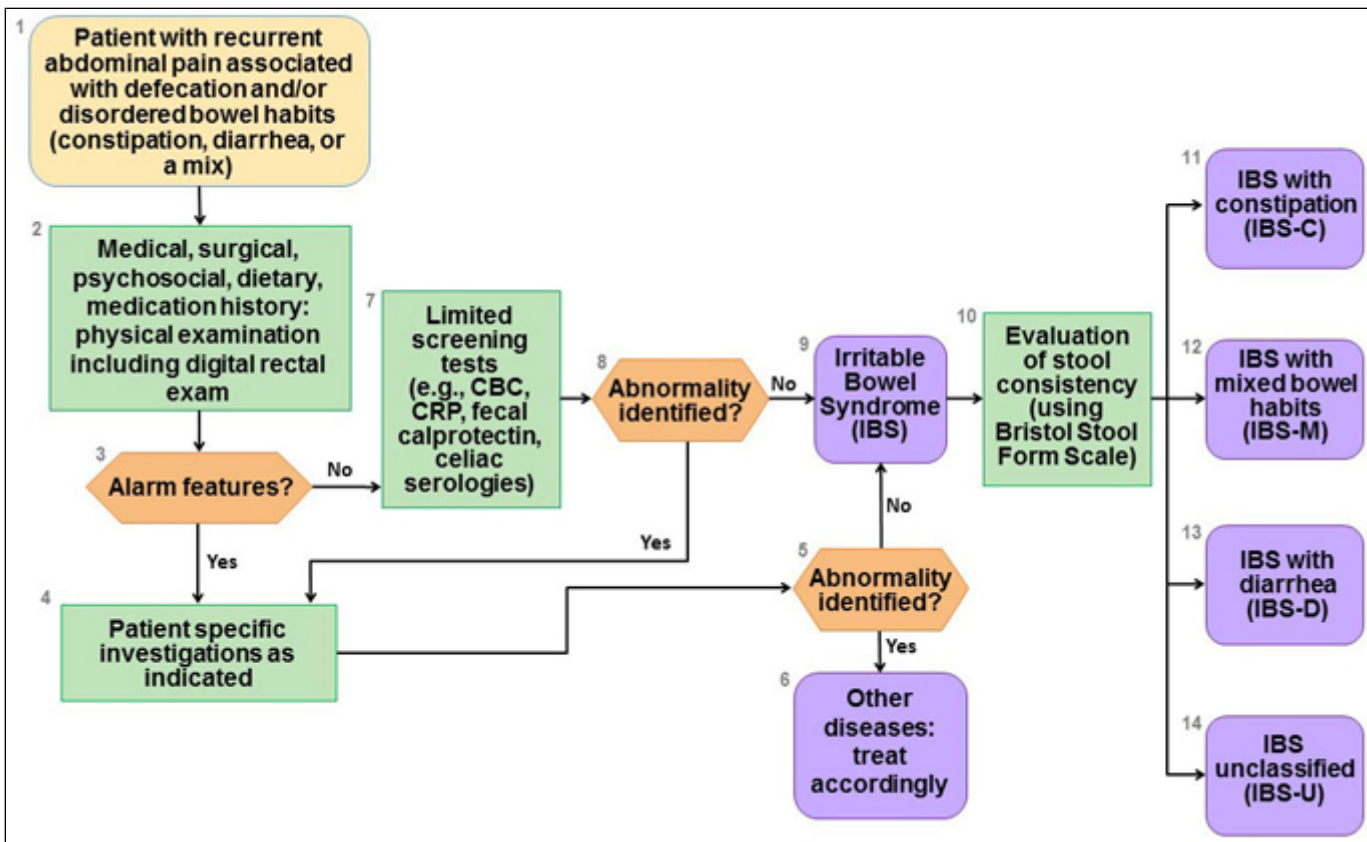 1
Patient with recurrent
abdominal pain associated
with defecation and/or
disordered bowel habits
(constipation, diarrhea, or
a mix)
2
Medical, surgical,
psychosocial, dietary,
medication history:
physical examination
including digital rectal
exam
3
Alarm features?
No
Yes
4
Patient specific
investigations as
indicated
7
Limited
screening
tests
(e.g., CBC,
CRP, fecal
calprotectin,
celiac
serologies)
8
Abnormality
identified?
No
Yes
5
Abnormality
identified?
No
Yes
6
Other
diseases:
treat
accordingly
9
Irritable
Bowel
Syndrome
(IBS)
10
Evaluation
of stool
consistency
(using
Bristol Stool
Form Scale)
11
IBS with
constipation
(IBS-C)
12
IBS with
mixed bowel
habits
(IBS-M)
13
IBS with
diarrhea
(IBS-D)
14
IBS
unclassified
(IBS-U)